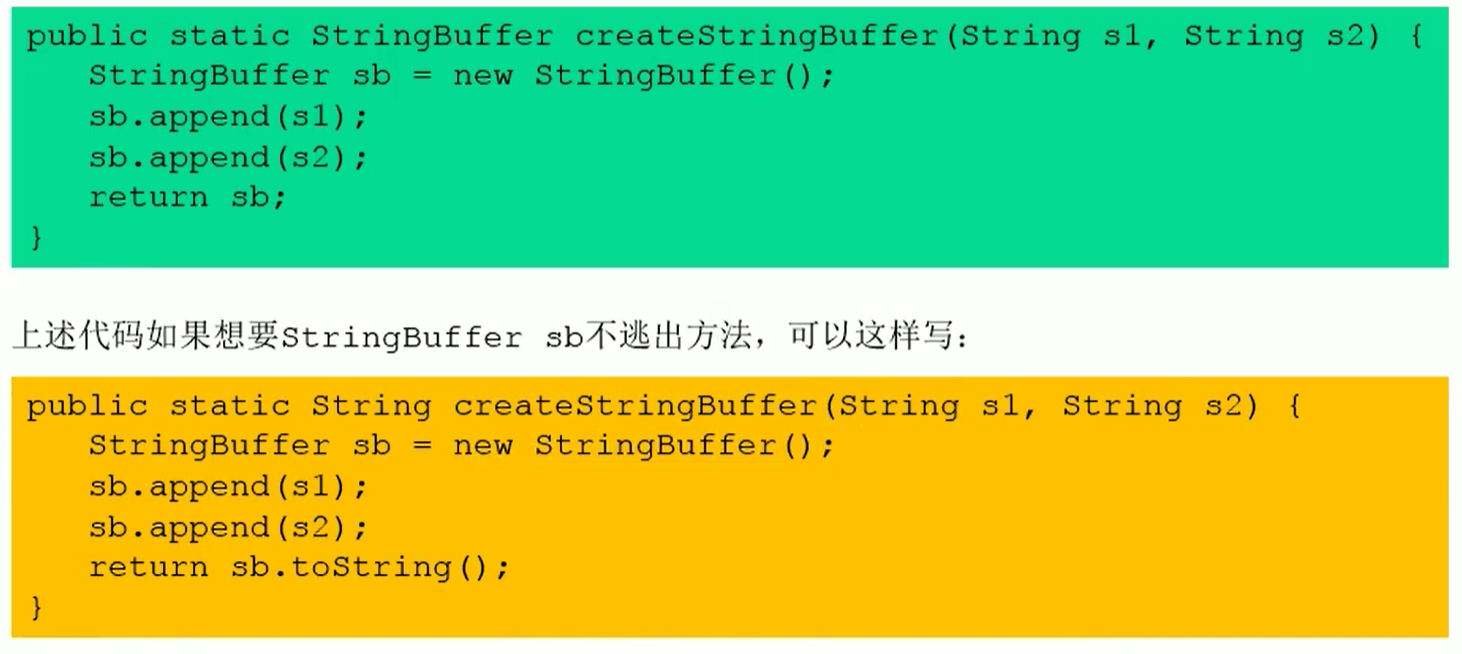 public static StringBuffer createStringBuffer(String s1, String s2) {
   StringBuffer sb = new StringBuffer();
   sb.append(s1);
   sb.append(s2);
   return sb;
}
上述代码如果想要StringBuffer sb不逃出方法，可以这样写：
public static String createStringBuffer(String s1, String s2) {
   StringBuffer sb = new StringBuffer();
   sb.append(s1);
   sb.append(s2);
   return sb.toString();
}